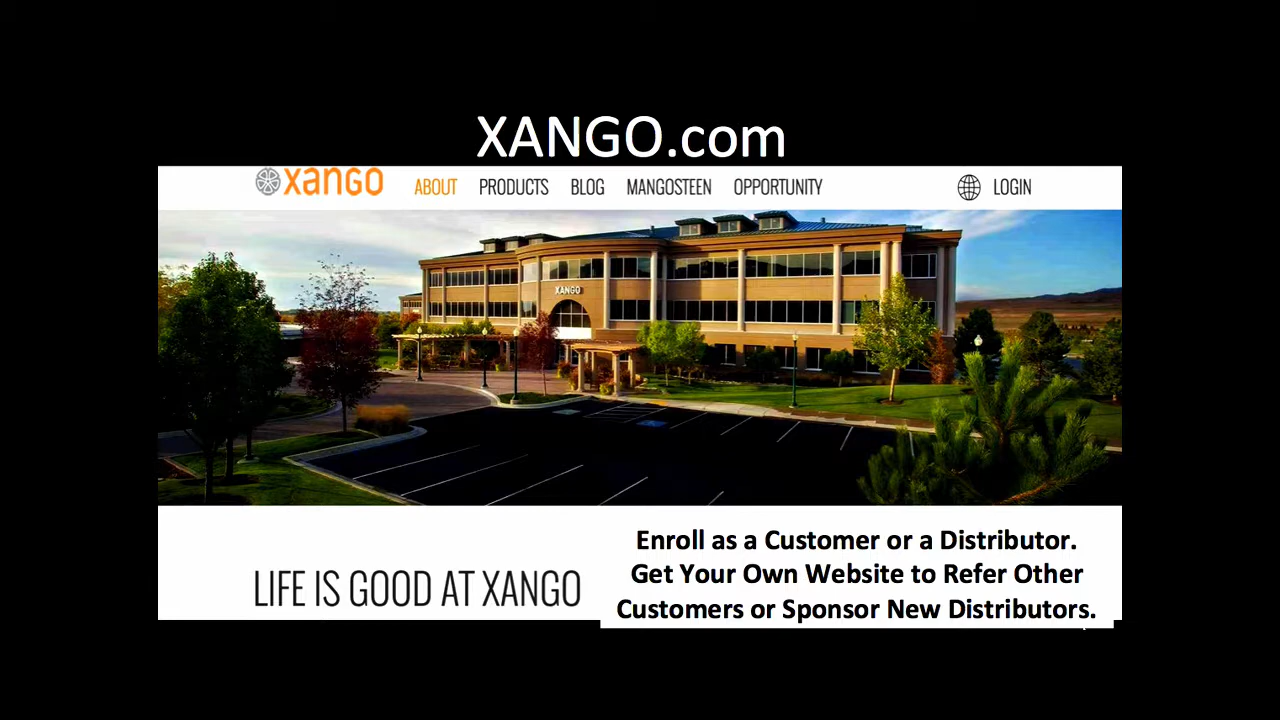 XANGO.com
xango ABOUT PRODUCTS BLOG MANGOSTEEN OPPORTUNITY LOGIN
XANGO
Enroll as a Customer or a Distributor.
Get Your Own Website to Refer Other
Customers or Sponsor New Distributors.
LIFE IS GOOD AT XANGO